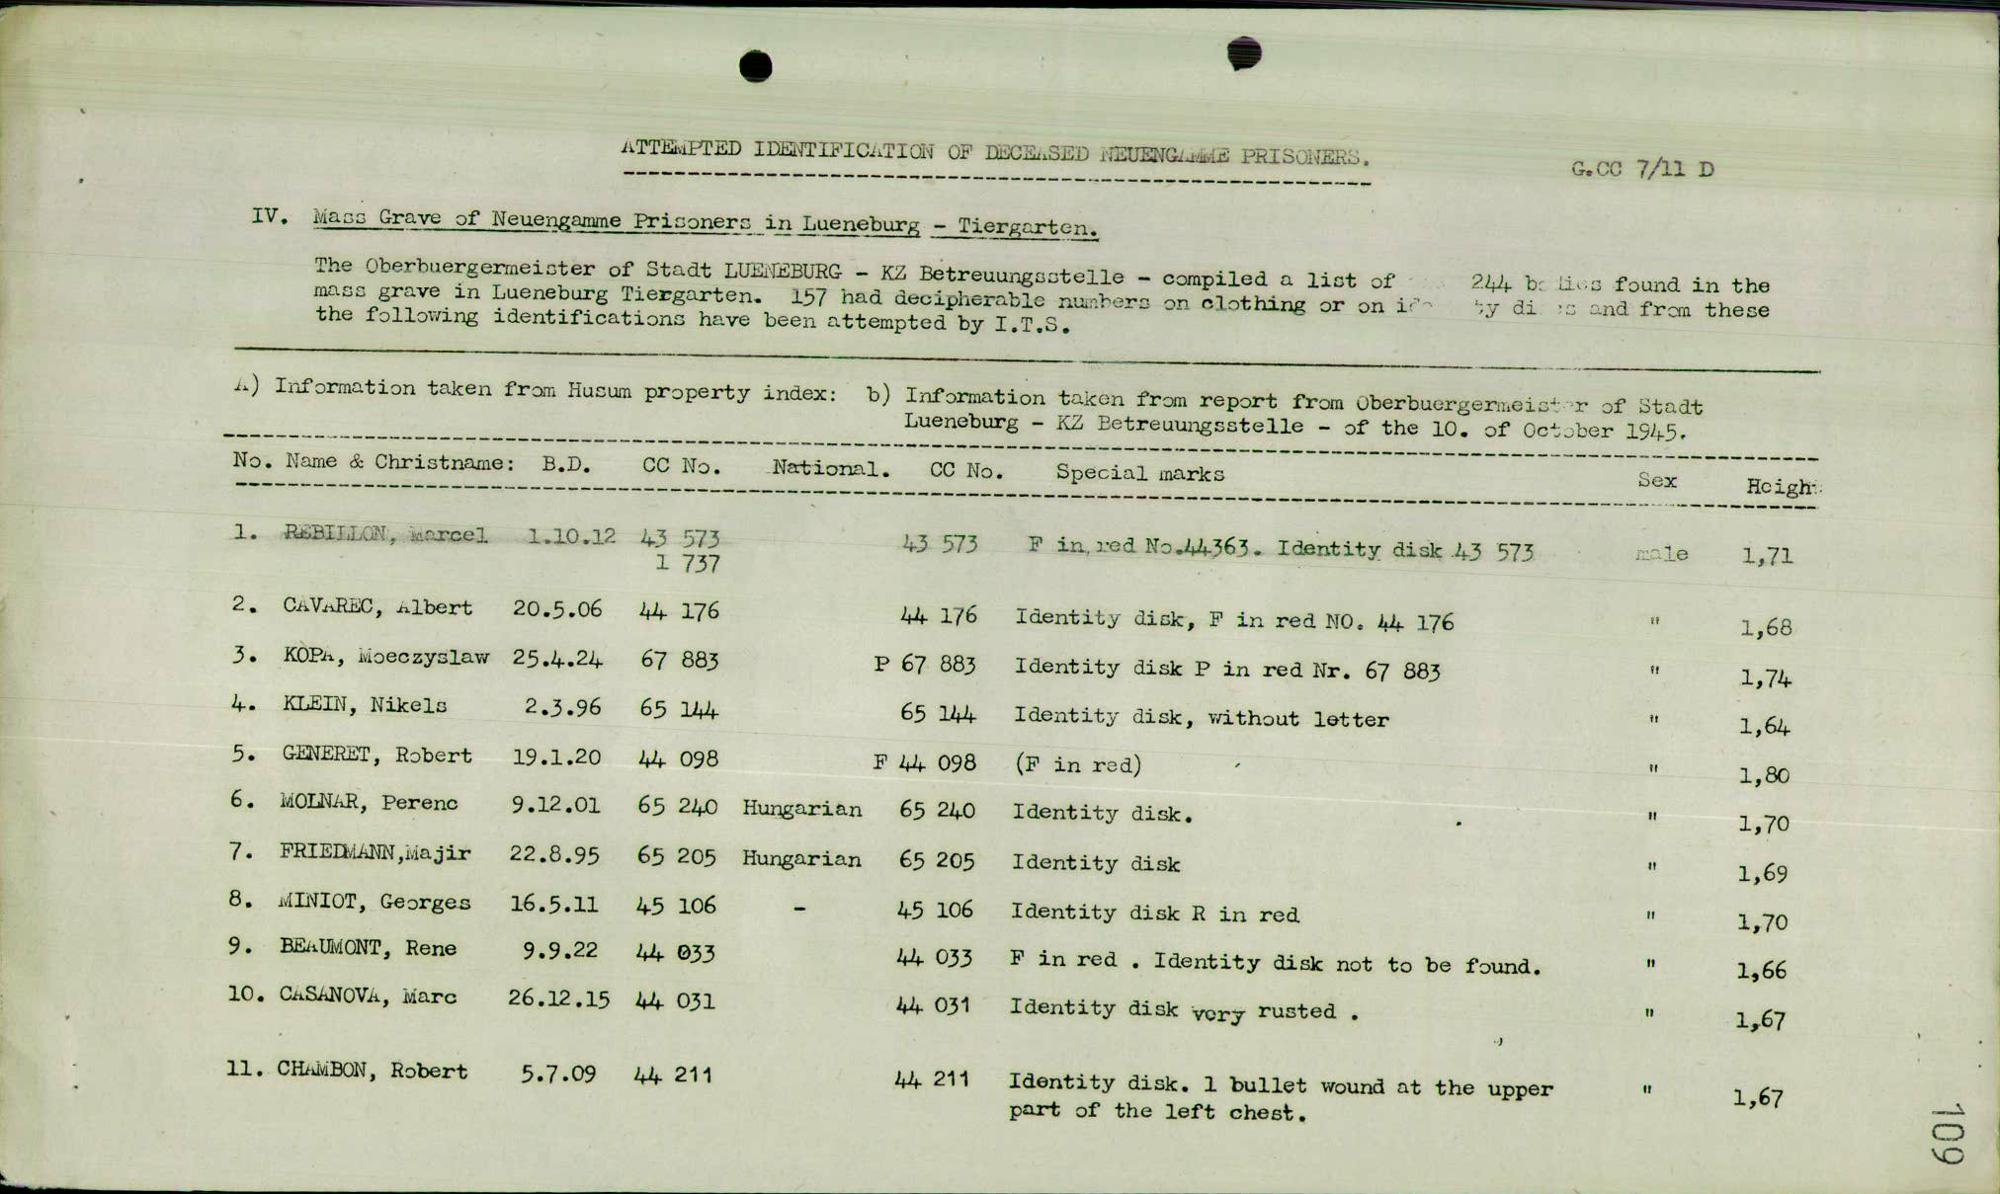 ATTEMPTED IDENTIFICATION OF DECEASED NEUENGAMME PRISONERS.
G.CC 7/11 D
IV. Mass Grave of Neuengamme Prisoners in Lueneburg - Tiergarten.
The Oberbuergermeister of Stadt LUENEBURG - KZ Betreuungsstelle - compiled a list of 244 bodies found in the
mass grave in Lueneburg Tiergarten. 157 had decipherable numbers on clothing or on and from these
the following identifications have been attempted by I.T.S.
A) Information taken from Husum property index: b) Information taken from report from Oberbuergermeister of Stadt
Lueneburg - KZ Betreuungsstelle - of the 10. of October 1945.
No. Name & Christname: B.D. CC No. National. CC No. Special marks Sex Height
1. REBILLON, Marcel 1.10.12 43 573 43 573 F in red No.44363. Identity disk 43 573 male 1,71
1 737
2. CAVAREC, Albert 20.5.06 44 176 44 176 Identity disk, F in red NO. 44 176 " 1,68
3. KOPA, Moeczyslaw 25.4.24 67 883 P 67 883 Identity disk P in red Nr. 67 883 " 1,74
4. KLEIN, Nikels 2.3.96 65 144 65 144 Identity disk, without letter " 1,64
5. GENERET, Robert 19.1.20 44 098 F 44 098 (F in red) " 1,80
6. MOLNAR, Perenc 9.12.01 65 240 Hungarian 65 240 Identity disk. " 1,70
7. FRIEDMANN,Majir 22.8.95 65 205 Hungarian 65 205 Identity disk " 1,69
8. MINIOT, Georges 16.5.11 45 106 - 45 106 Identity disk R in red " 1,70
9. BEAUMONT, Rene 9.9.22 44 033 44 033 F in red . Identity disk not to be found. " 1,66
10. CASANOVA, Marc 26.12.15 44 031 44 031 Identity disk very rusted . " 1,67
11. CHAMBON, Robert 5.7.09 44 211 44 211 Identity disk. 1 bullet wound at the upper " 1,67
part of the left chest.
109